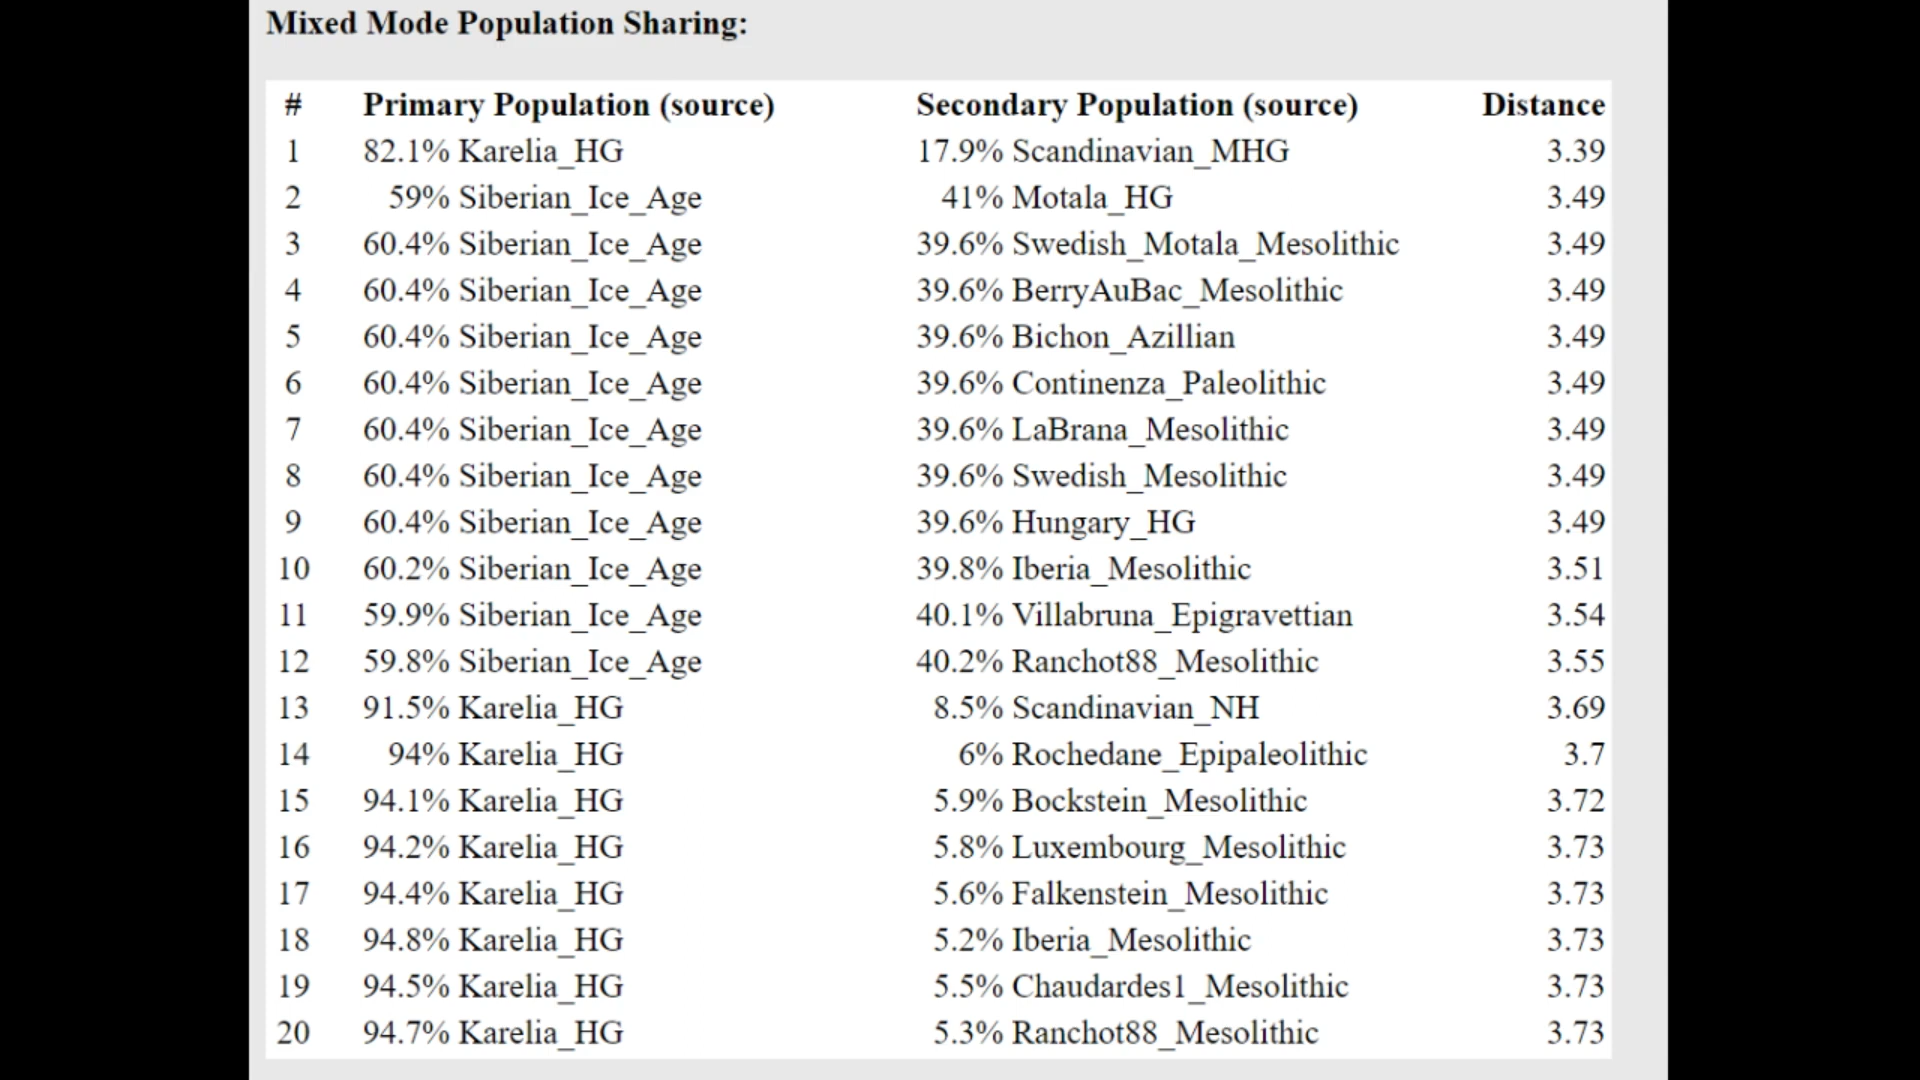 Mixed Mode Population Sharing:
# Primary Population (source) Secondary Population (source) Distance
1 82.1% Karelia_HG 17.9% Scandinavian_MHG 3.39
2 59% Siberian_Ice_Age 41% Motala_HG 3.49
3 60.4% Siberian_Ice_Age 39.6% Swedish_Motala_Mesolithic 3.49
4 60.4% Siberian_Ice_Age 39.6% BerryAuBac_Mesolithic 3.49
5 60.4% Siberian_Ice_Age 39.6% Bichon_Azillian 3.49
6 60.4% Siberian_Ice_Age 39.6% Continenza_Paleolithic 3.49
7 60.4% Siberian_Ice_Age 39.6% LaBrana_Mesolithic 3.49
8 60.4% Siberian_Ice_Age 39.6% Swedish_Mesolithic 3.49
9 60.4% Siberian_Ice_Age 39.6% Hungary_HG 3.49
10 60.2% Siberian_Ice_Age 39.8% Iberia_Mesolithic 3.51
11 59.9% Siberian_Ice_Age 40.1% Villabruna_Epigravettian 3.54
12 59.8% Siberian_Ice_Age 40.2% Ranchot88_Mesolithic 3.55
13 91.5% Karelia_HG 8.5% Scandinavian_NH 3.69
14 94% Karelia_HG 6% Rochedane_Epipaleolithic 3.7
15 94.1% Karelia_HG 5.9% Bockstein_Mesolithic 3.72
16 94.2% Karelia_HG 5.8% Luxembourg_Mesolithic 3.73
17 94.4% Karelia_HG 5.6% Falkenstein_Mesolithic 3.73
18 94.8% Karelia_HG 5.2% Iberia_Mesolithic 3.73
19 94.5% Karelia_HG 5.5% Chaudardes1_Mesolithic 3.73
20 94.7% Karelia_HG 5.3% Ranchot88_Mesolithic 3.73